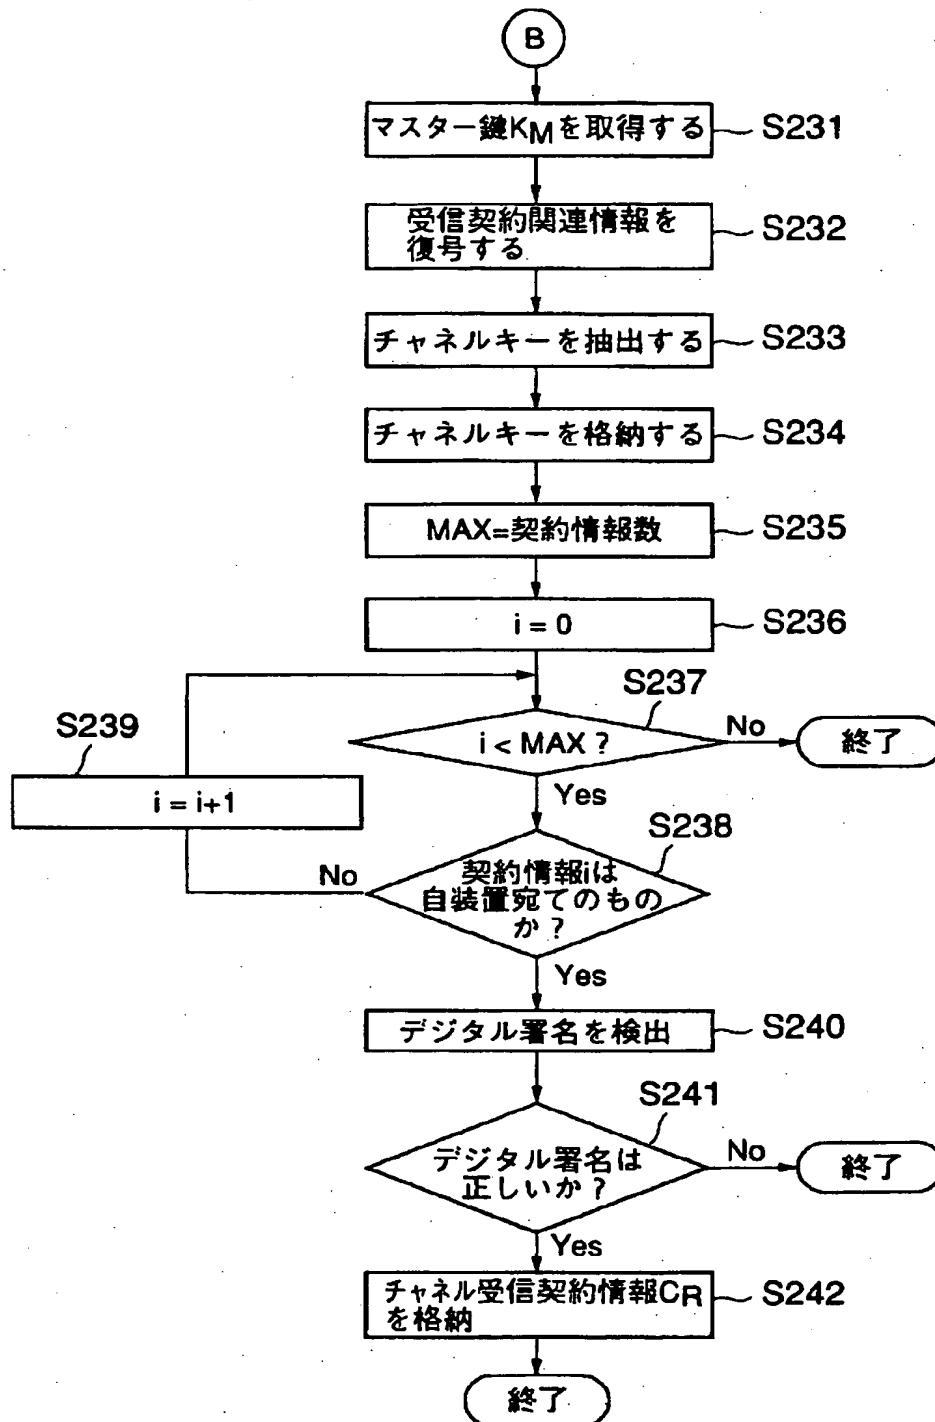 B
マスター鍵KMを取得する
S231
受信契約関連情報を
復号する
S232
チャネルキーを抽出する
S233
チャネルキーを格納する
S234
MAX=契約情報数
S235
i = 0
S236
S237
i < MAX ?
No
終了
S239
i = i+1
Yes
S238
契約情報iは
自装置宛てのもの
か?
No
Yes
デジタル署名を検出
S240
S241
デジタル署名は
正しいか?
No
終了
Yes
チャネル受信契約情報CR
を格納
S242
終了